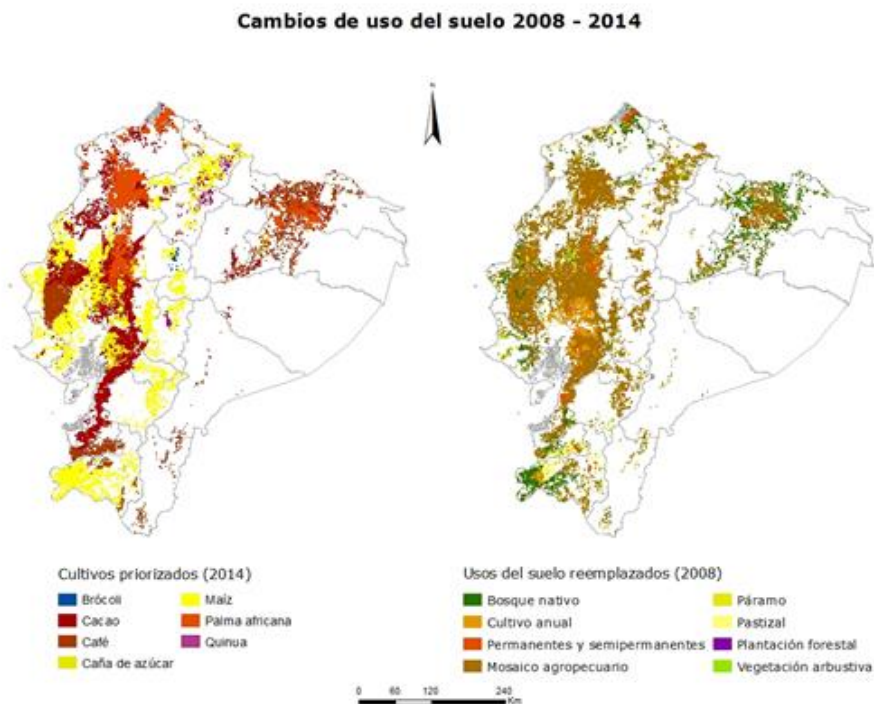 Cambios de uso del suelo 2008 - 2014
N
Cultivos priorizados (2014)
Brócoli
Cacao
Café
Caña de azúcar
Maíz
Palma africana
Quinua
Usos del suelo reemplazados (2008)
Bosque nativo
Cultivo anual
Permanentes y semipermanentes
Mosaico agropecuario
Páramo
Pastizal
Plantación forestal
Vegetación arbustiva
0 60 120 240
Km